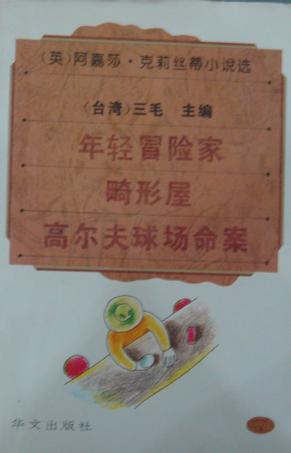 (英)阿嘉莎·克莉丝蒂小说选
(台湾)三毛 主编
年轻冒险家
畸形屋
高尔夫球场命案
华文出版社